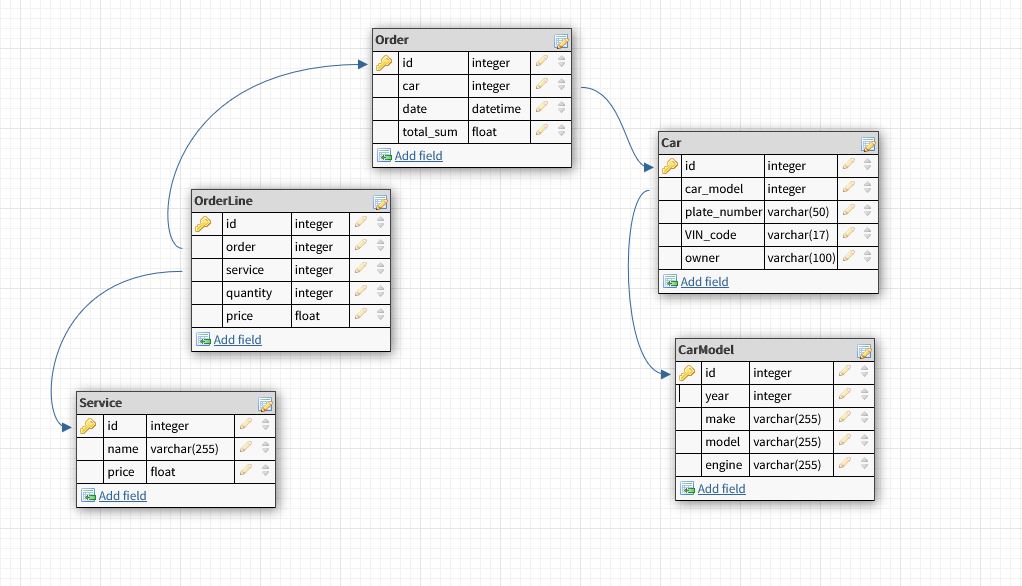 Order
id integer
car integer
date datetime
total_sum float
Add field
Car
id integer
car_model integer
plate_number varchar(50)
VIN_code varchar(17)
owner varchar(100)
Add field
OrderLine
id integer
order integer
service integer
quantity integer
price float
Add field
CarModel
id integer
year integer
make varchar(255)
model varchar(255)
engine varchar(255)
Add field
Service
id integer
name varchar(255)
price float
Add field